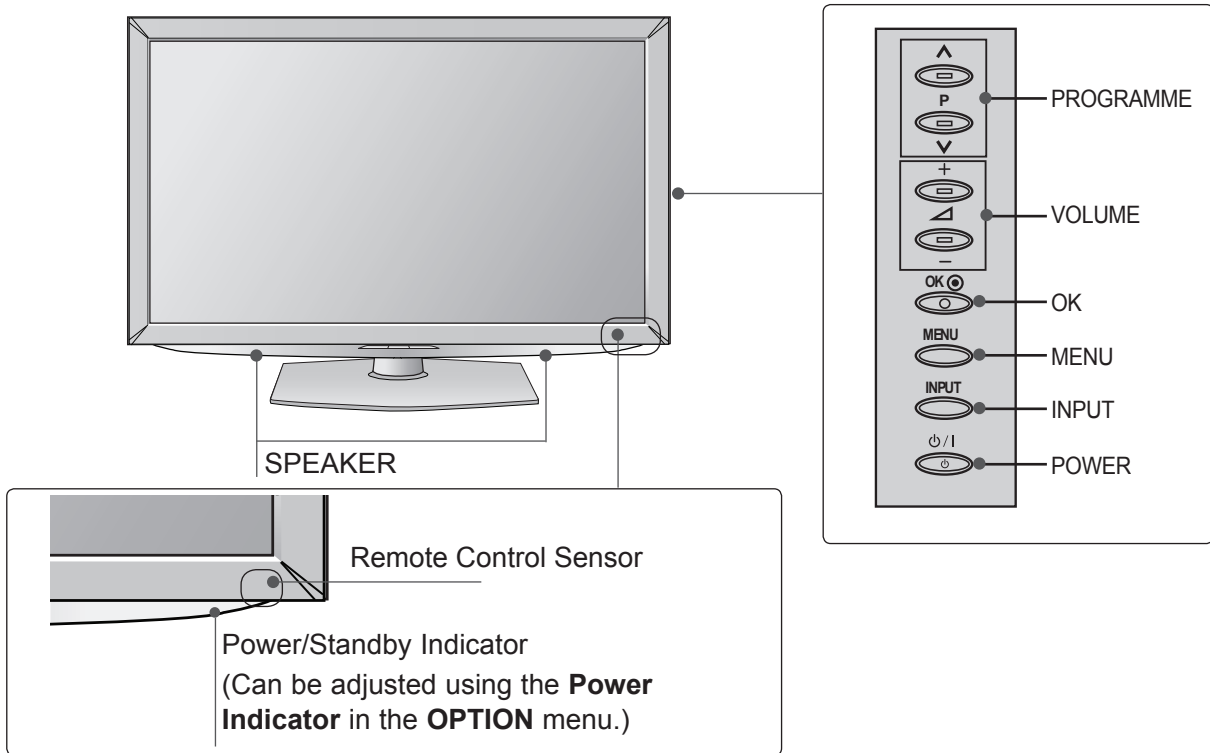 P
+
−
OK
MENU
INPUT
/ I
PROGRAMME
VOLUME
OK
MENU
INPUT
POWER
SPEAKER
Remote Control Sensor
Power/Standby Indicator
(Can be adjusted using the Power
Indicator in the OPTION menu.)